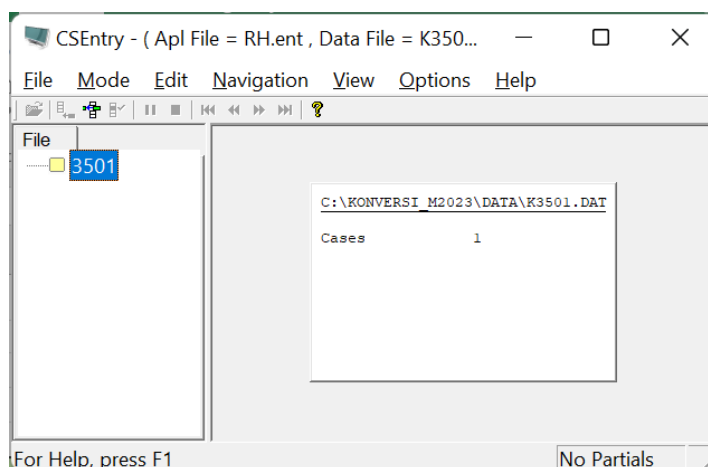 CSEntry - ( Apl File = RH.ent , Data File = K350...
File Mode Edit Navigation View Options Help
File
3501
C:\KONVERSI_M2023\DATA\K3501.DAT
Cases 1
For Help, press F1
No Partials